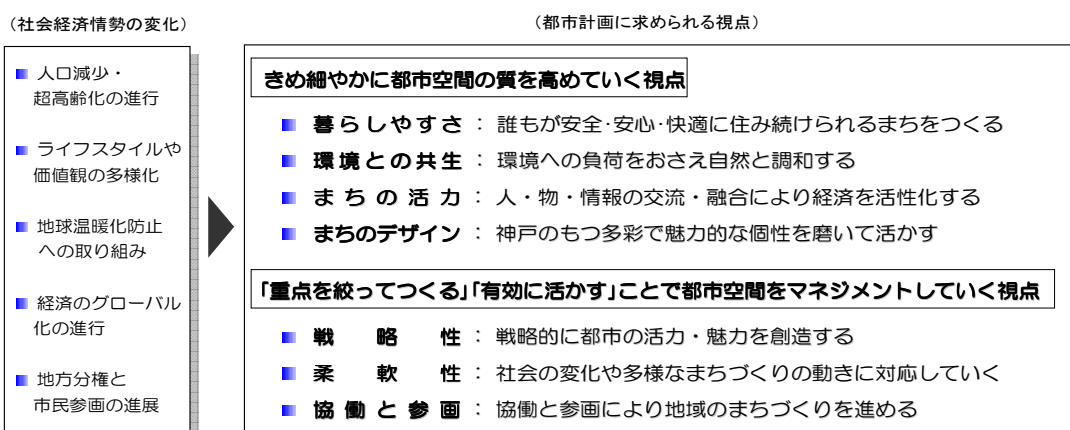 （社会経済情勢の変化）
人口減少・
超高齢化の進行
ライフスタイルや
価値観の多様化
地球温暖化防止
への取り組み
経済のグローバル
化の進行
地方分権と
市民参画の進展
（都市計画に求められる視点）
きめ細やかに都市空間の質を高めていく視点
暮らしやすさ：誰もが安全･安心･快適に住み続けられるまちをつくる
環境との共生：環境への負荷をおさえ自然と調和する
まちの活力：人・物・情報の交流・融合により経済を活性化する
まちのデザイン：神戸のもつ多彩で魅力的な個性を磨いて活かす
｢重点を絞ってつくる｣｢有効に活かす｣ことで都市空間をマネジメントしていく視点
戦略性：戦略的に都市の活力・魅力を創造する
柔軟性：社会の変化や多様なまちづくりの動きに対応していく
協働と参画：協働と参画により地域のまちづくりを進める